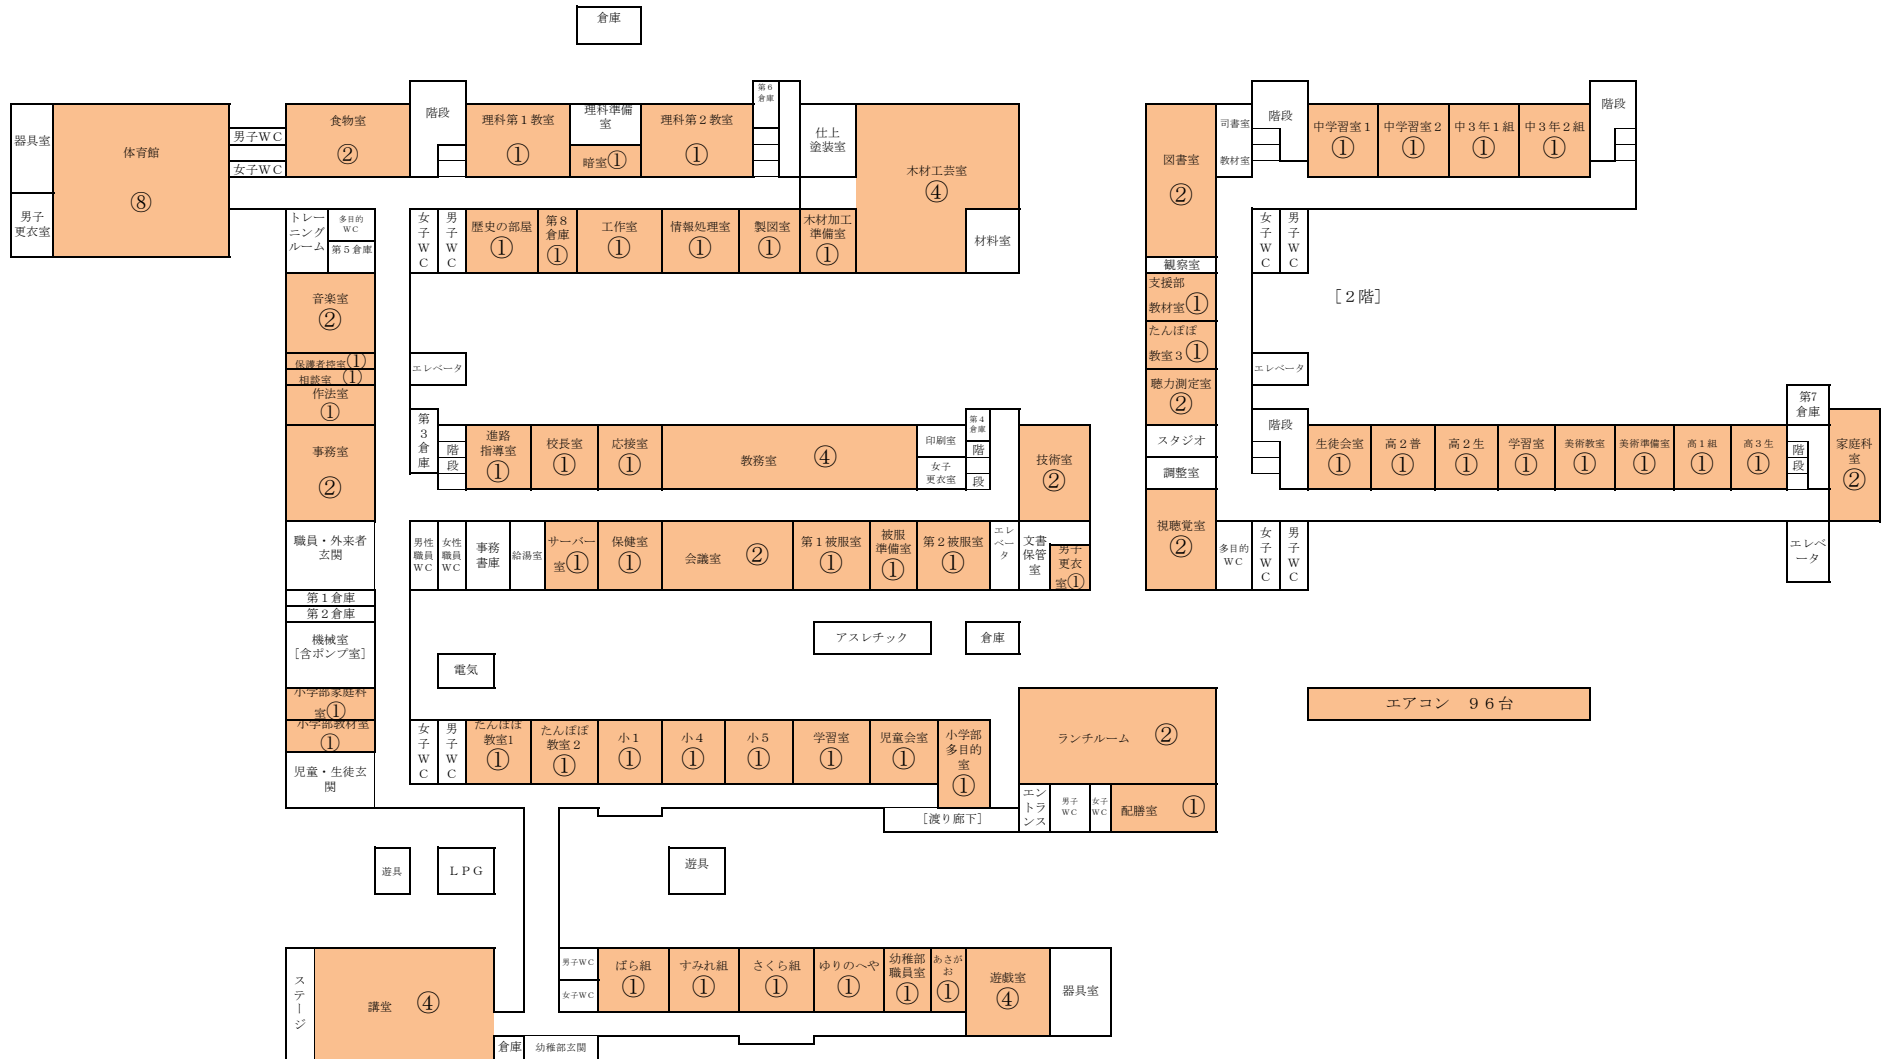 倉庫
器具室
体育館
⑧
男子
更衣室
男子WC
女子WC
食物室
②
階段
理科第1教室
①
理科準備
室
暗室①
理科第2教室
①
第6
倉庫
仕上
塗装室
木材工芸室
④
材料室
トレー
ニング
ルーム
多目的
WC
第5倉庫
女子WC
男子WC
歴史の部屋
①
第8
倉庫
①
工作室
①
情報処理室
①
製図室
①
木材加工
準備室
①
音楽室
②
保護者控室①
相談室 ①
作法室
①
事務室
②
エレベータ
第3倉庫
階
段
進路
指導室
①
校長室
①
応接室
①
教務室 ④
印刷室
女子
更衣室
第4
倉庫
階
段
技術室
②
職員・外来者
玄関
男性
職員
WC
女性
職員
WC
事務
書庫
給湯室
サーバー
室①
保健室
①
会議室 ②
第1被服室
①
被服
準備室
①
第2被服室
①
エレ
ベー
タ
文書
保管
室
男子
更衣
室①
第1倉庫
第2倉庫
機械室
[含ポンプ室]
小学部家庭科
室①
小学部教材室
①
児童・生徒玄
関
電気
アスレチック
倉庫
女子WC
男子WC
たんぽぽ
教室1
①
たんぽぽ
教室2
①
小1
①
小4
①
小5
①
学習室
①
児童会室
①
小学部
多目的
室
①
ランチルーム ②
エン
トラ
ンス
男子
WC
女子
WC
配膳室 ①
[渡り廊下]
遊具
LPG
遊具
ステージ
講堂 ④
倉庫
幼稚部玄関
男子WC
女子WC
ばら組
①
すみれ組
①
さくら組
①
ゆりのへや
①
幼稚部
職員室
①
あさが
お
①
遊戯室
④
器具室
図書室
②
司書室
教材室
階段
中学習室1
①
中学習室2
①
中3年1組
①
中3年2組
①
階段
女子WC
男子WC
観察室
支援部
教材室①
たんぽぽ
教室3①
聴力測定室
②
スタジオ
調整室
視聴覚室
②
[2階]
エレベータ
階段
生徒会室
①
高2普
①
高2生
①
学習室
①
美術教室
①
美術準備室
①
高1組
①
高3生
①
第7
倉庫
階
段
家庭科
室
②
多目的
WC
女子WC
男子WC
エレベ
ータ
エアコン 96台